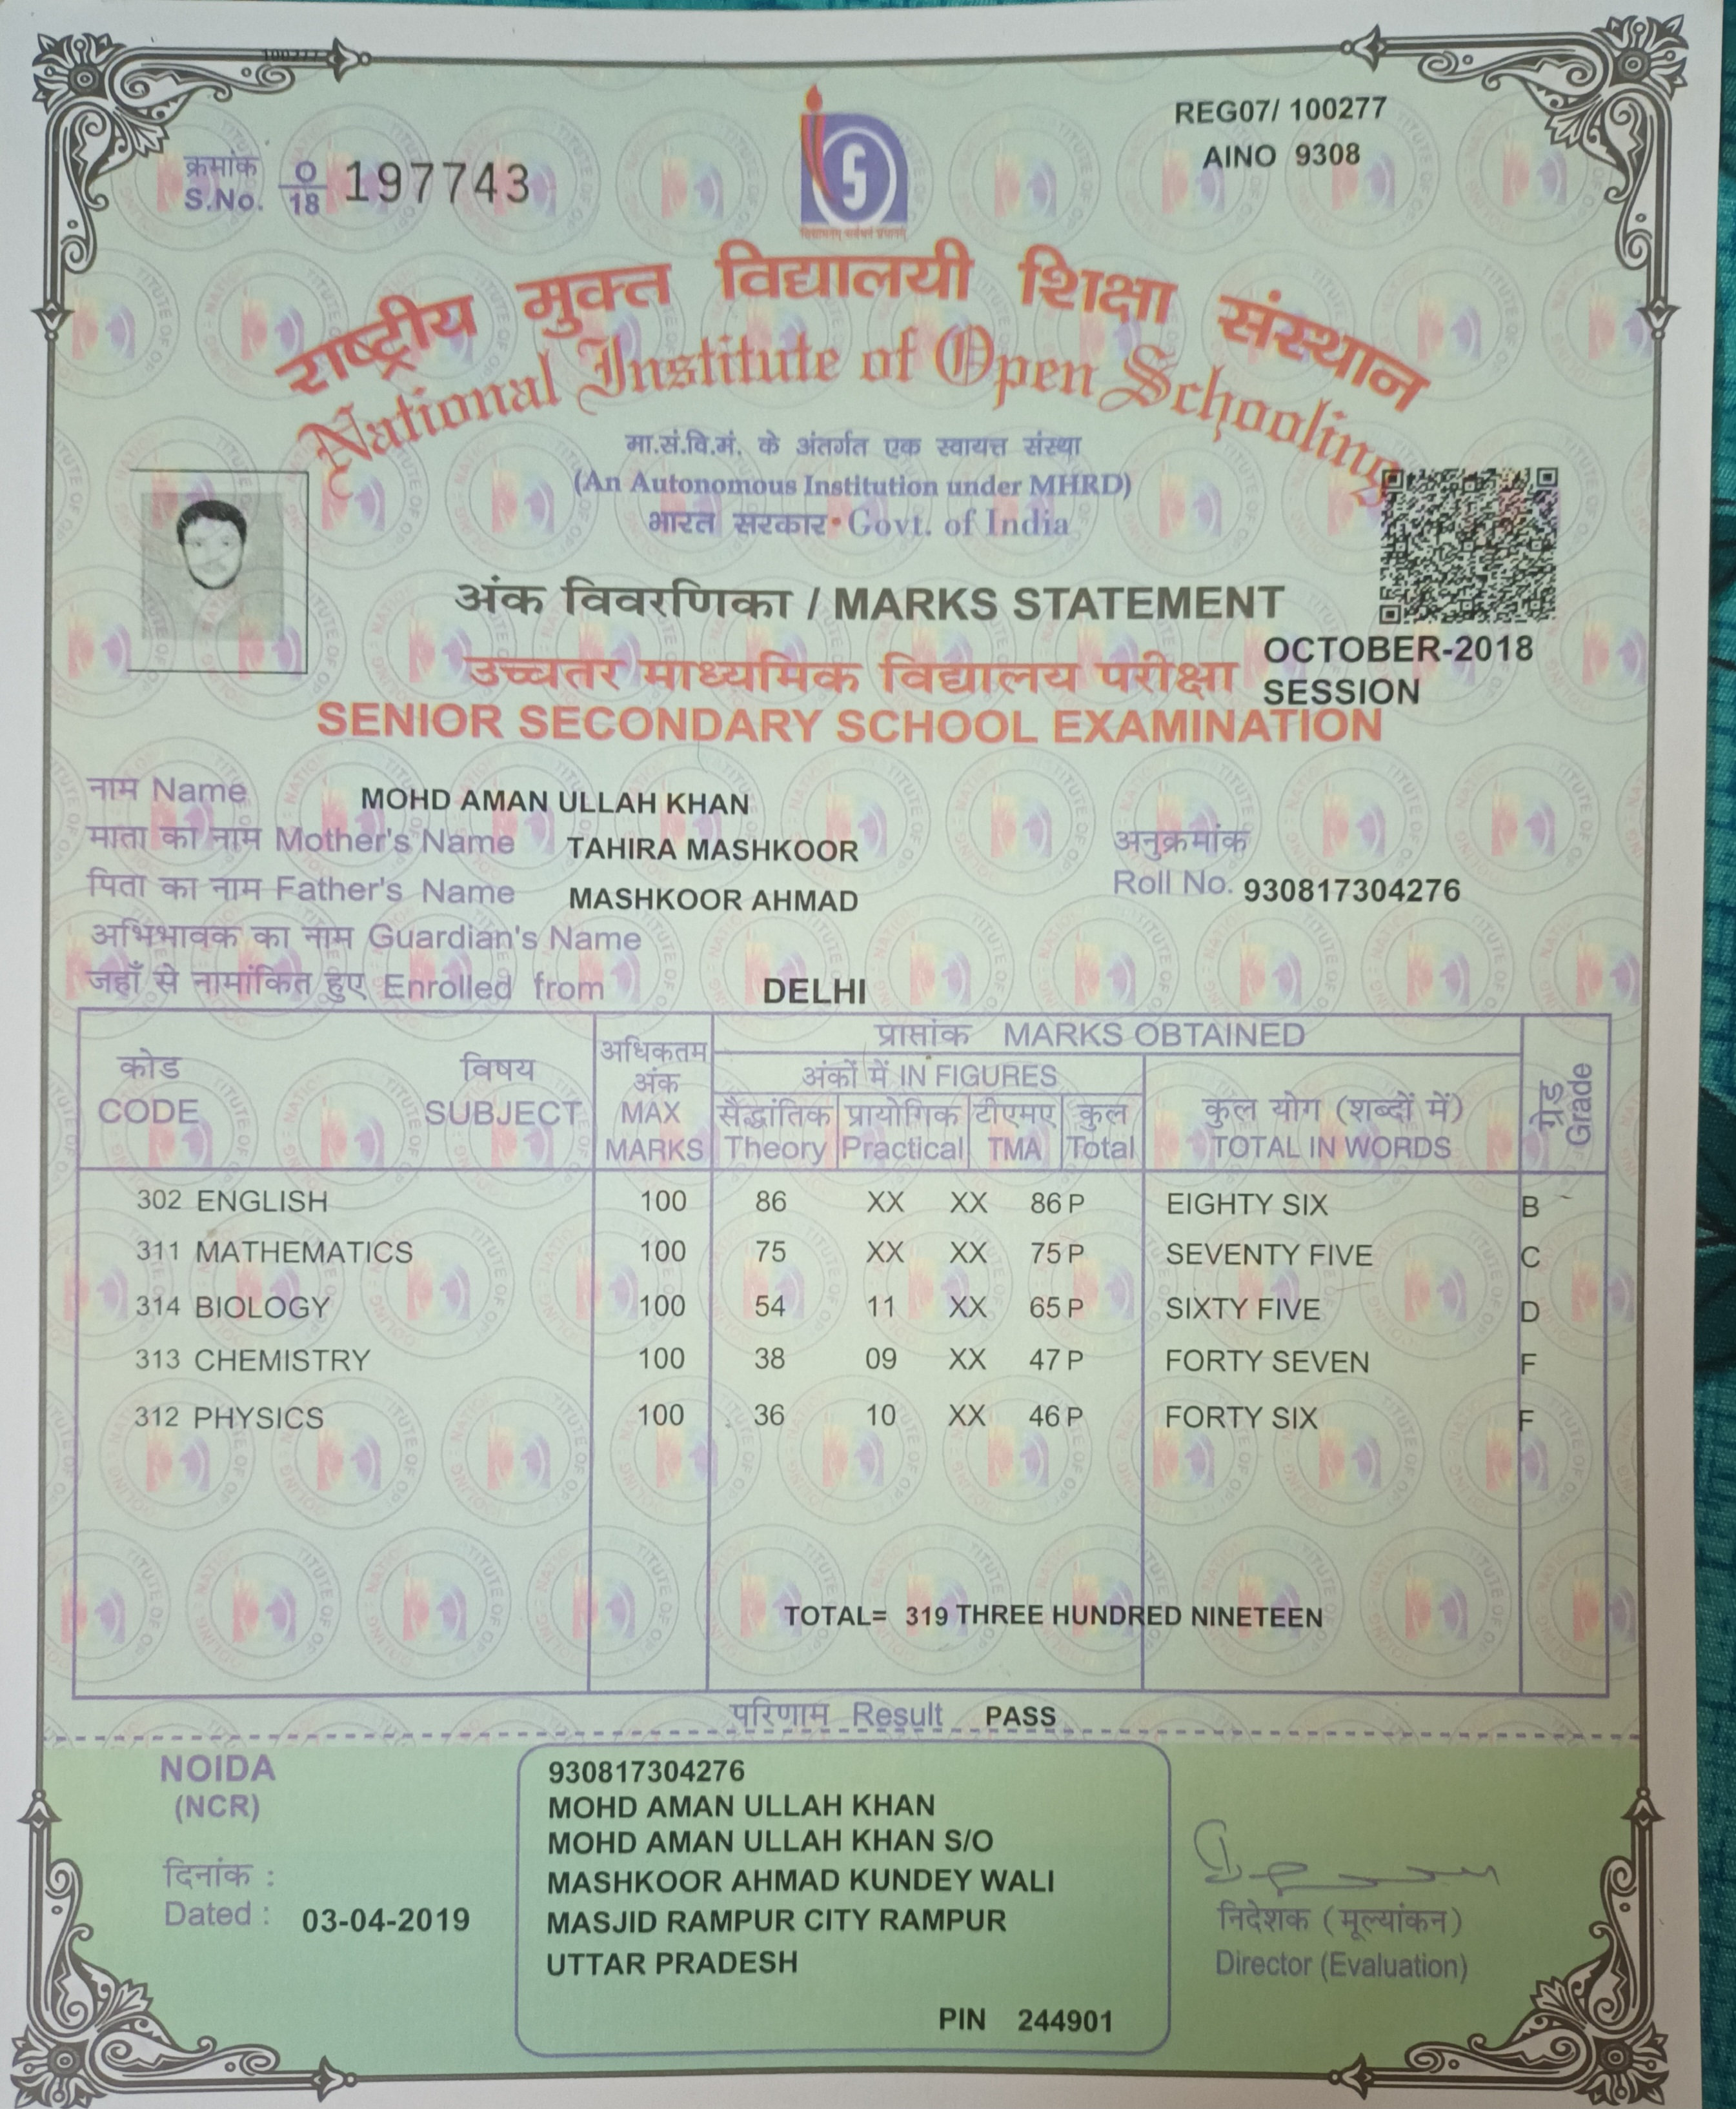 REG07/ 100277
AINO 9308
क्रमांक
S.No. O/18 197743
राष्ट्रीय मुक्त विद्यालयी शिक्षा संस्थान
National Institute of Open Schooling
मा.सं.वि.मं. के अंतर्गत एक स्वायत्त संस्था
(An Autonomous Institution under MHRD)
भारत सरकार • Govt. of India
अंक विवरणिका / MARKS STATEMENT
उच्चतर माध्यमिक विद्यालय परीक्षा
OCTOBER-2018
SESSION
SENIOR SECONDARY SCHOOL EXAMINATION
नाम Name MOHD AMAN ULLAH KHAN
माता का नाम Mother's Name TAHIRA MASHKOOR
पिता का नाम Father's Name MASHKOOR AHMAD
अनुक्रमांक
Roll No. 930817304276
अभिभावक का नाम Guardian's Name
जहाँ से नामांकित हुए Enrolled from DELHI
कोड विषय
CODE SUBJECT
अधिकतम
अंक
MAX
MARKS
प्राप्तांक MARKS OBTAINED
अंकों में IN FIGURES
सैद्धांतिक प्रायोगिक टीएमए कुल
Theory Practical TMA Total
कुल योग (शब्दों में)
TOTAL IN WORDS
ग्रेड
Grade
302 ENGLISH 100 86 XX XX 86 P EIGHTY SIX B
311 MATHEMATICS 100 75 XX XX 75 P SEVENTY FIVE C
314 BIOLOGY 100 54 11 XX 65 P SIXTY FIVE D
313 CHEMISTRY 100 38 09 XX 47 P FORTY SEVEN F
312 PHYSICS 100 36 10 XX 46 P FORTY SIX F
TOTAL= 319 THREE HUNDRED NINETEEN
परिणाम Result PASS
NOIDA
(NCR)
दिनांक :
Dated : 03-04-2019
930817304276
MOHD AMAN ULLAH KHAN
MOHD AMAN ULLAH KHAN S/O
MASHKOOR AHMAD KUNDEY WALI
MASJID RAMPUR CITY RAMPUR
UTTAR PRADESH
PIN 244901
निदेशक (मूल्यांकन)
Director (Evaluation)